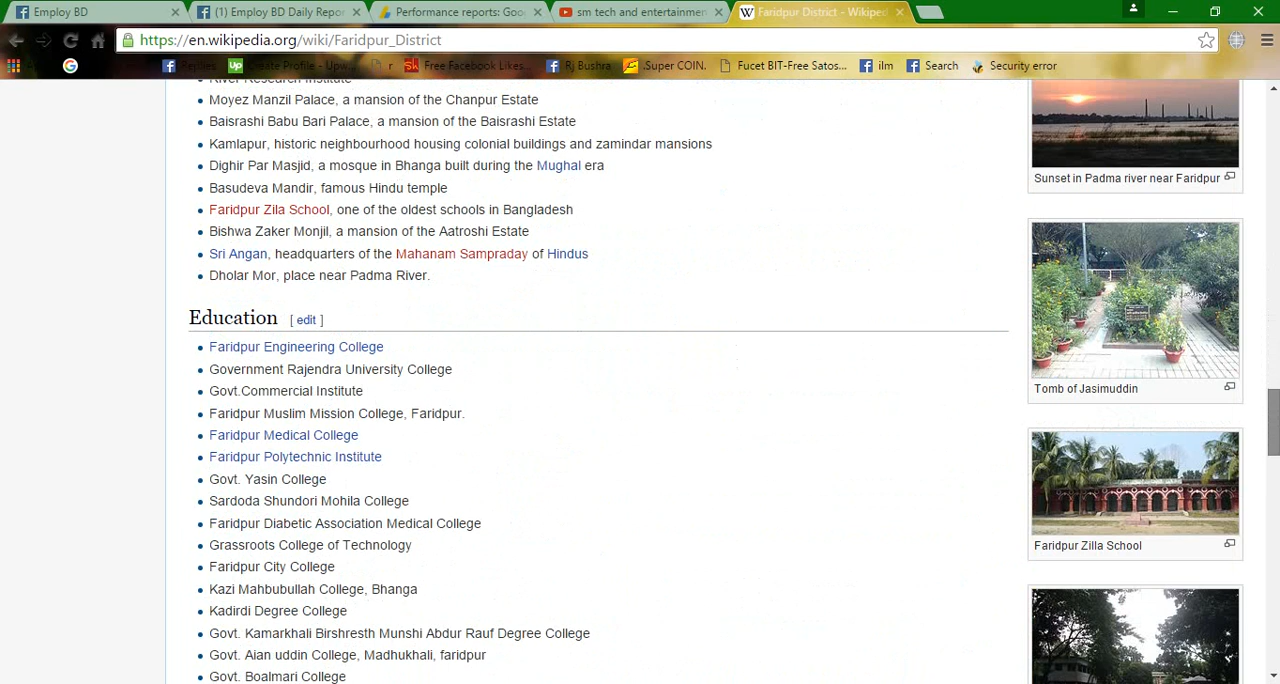 Employ BD
(1) Employ BD Daily Repo
Performance reports: Goo
sm tech and entertainmen
Faridpur District - Wikiped
https://en.wikipedia.org/wiki/Faridpur_District
Replies
Up Create Profile - Upw...
r
Sk Free Facebook Likes...
Rj Bushra
.Super COIN.
Fucet BIT-Free Satos...
ilm
Search
Security error
River Research Institute
Moyez Manzil Palace, a mansion of the Chanpur Estate
Baisrashi Babu Bari Palace, a mansion of the Baisrashi Estate
Kamlapur, historic neighbourhood housing colonial buildings and zamindar mansions
Dighir Par Masjid, a mosque in Bhanga built during the Mughal era
Basudeva Mandir, famous Hindu temple
Faridpur Zila School, one of the oldest schools in Bangladesh
Bishwa Zaker Monjil, a mansion of the Aatroshi Estate
Sri Angan, headquarters of the Mahanam Sampraday of Hindus
Dholar Mor, place near Padma River.
Education [ edit ]
Faridpur Engineering College
Government Rajendra University College
Govt.Commercial Institute
Faridpur Muslim Mission College, Faridpur.
Faridpur Medical College
Faridpur Polytechnic Institute
Govt. Yasin College
Sardoda Shundori Mohila College
Faridpur Diabetic Association Medical College
Grassroots College of Technology
Faridpur City College
Kazi Mahbubullah College, Bhanga
Kadirdi Degree College
Govt. Kamarkhali Birshresth Munshi Abdur Rauf Degree College
Govt. Aian uddin College, Madhukhali, faridpur
Govt. Boalmari College
Sunset in Padma river near Faridpur
Tomb of Jasimuddin
Faridpur Zilla School